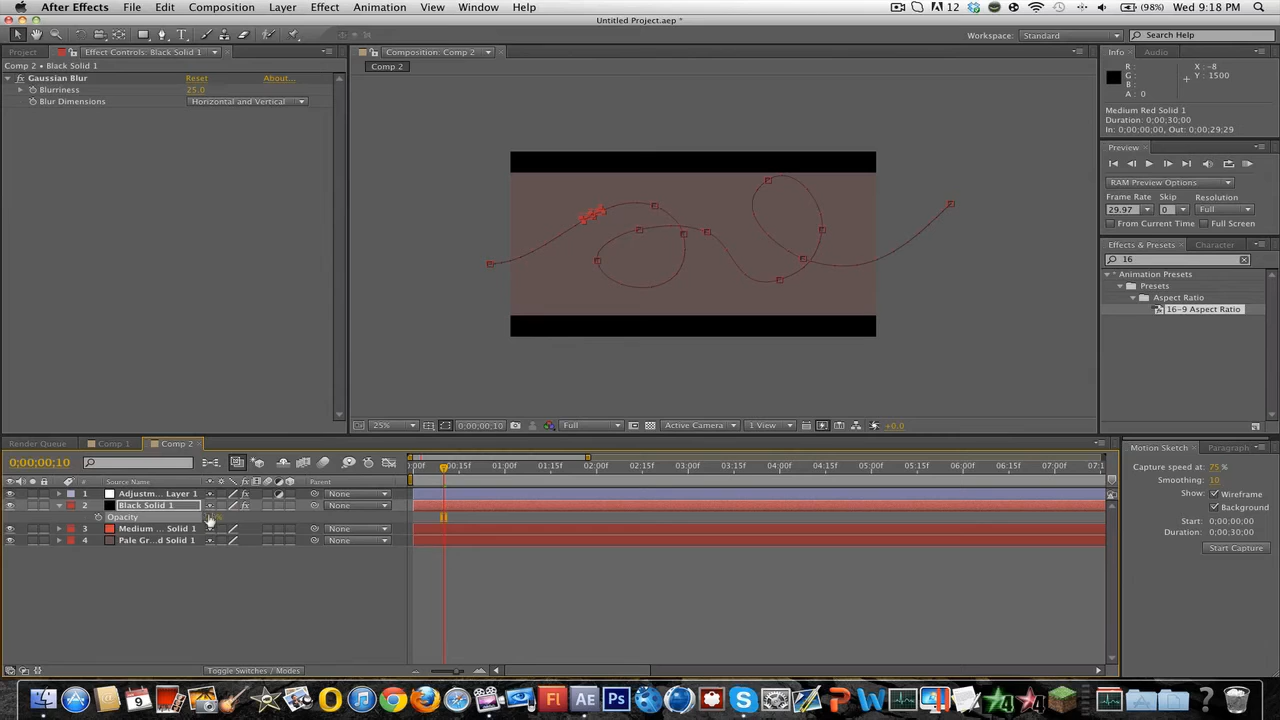 After Effects File Edit Composition Layer Effect Animation View Window Help
12 (98%) Wed 9:18 PM
Untitled Project.aep *
Workspace: Standard Search Help
Project Effect Controls: Black Solid 1
Comp 2 • Black Solid 1
fx Gaussian Blur Reset About...
Blurriness 25.0
Blur Dimensions Horizontal and Vertical
Composition: Comp 2
Comp 2
Info Audio
R: X: -8
G: Y: 1500
B:
A: 0
Medium Red Solid 1
Duration: 0;00;30;00
In: 0;00;00;00, Out: 0;00;29;29
Preview
RAM Preview Options
Frame Rate Skip Resolution
29.97 0 Full
From Current Time Full Screen
Effects & Presets Character
16
* Animation Presets
Presets
Aspect Ratio
16-9 Aspect Ratio
25% 0;00;00;10 Full Active Camera 1 View +0.0
Render Queue Comp 1 Comp 2
0;00;00;10
# Source Name Parent
):00f 00:15f 01:00f 01:15f 02:00f 02:15f 03:00f 03:15f 04:00f 04:15f 05:00f 05:15f 06:00f 06:15f 07:00f 07:1
1 Adjustm... Layer 1 fx None
2 Black Solid 1 fx None
Opacity
3 Medium ... Solid 1 None
4 Pale Gr...d Solid 1 None
Toggle Switches / Modes
Motion Sketch Paragraph
Capture speed at: 75 %
Smoothing: 10
Show: Wireframe
Background
Start: 0;00;00;00
Duration: 0;00;30;00
Start Capture